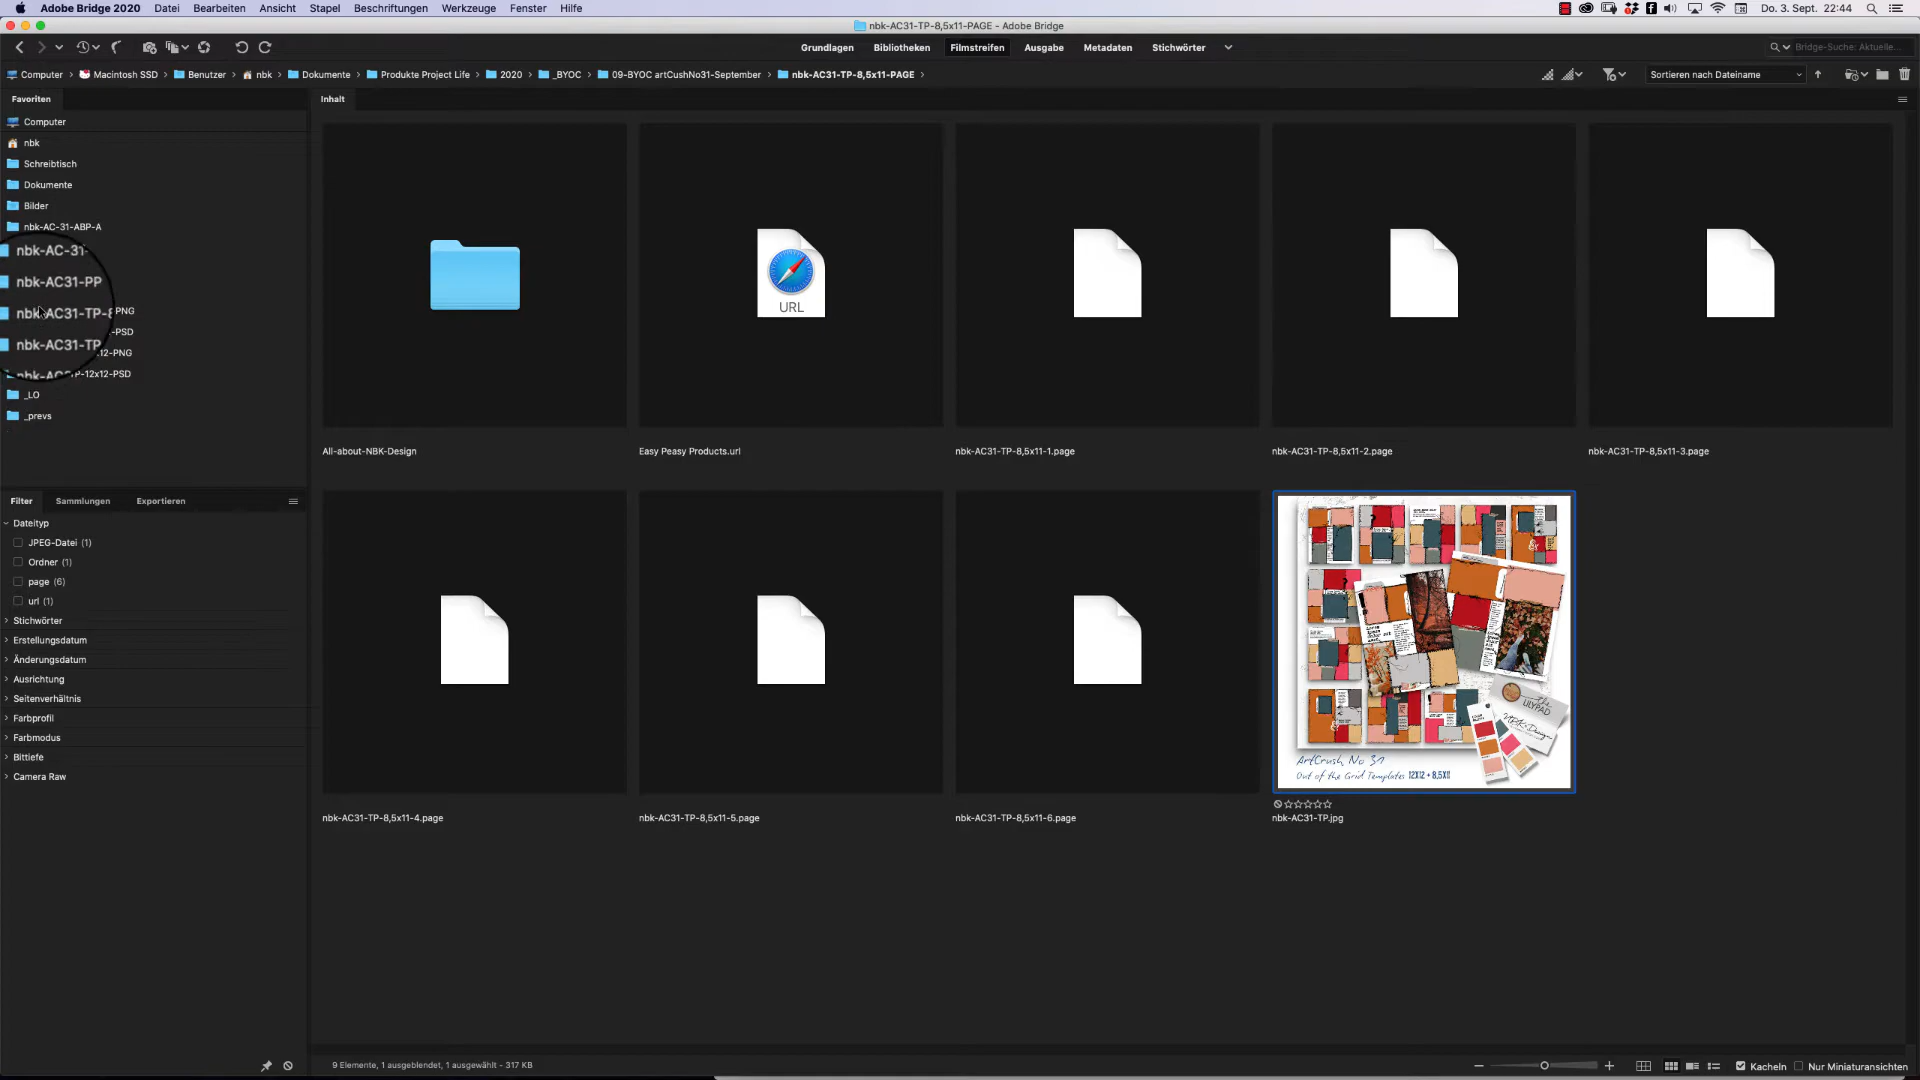 Adobe Bridge 2020 Datei Bearbeiten Ansicht Stapel Beschriftungen Werkzeuge Fenster Hilfe Do. 3. Sept. 22:44
nbk-AC31-TP-8,5x11-PAGE - Adobe Bridge
Grundlagen Bibliotheken Filmstreifen Ausgabe Metadaten Stichwörter Bridge-Suche: Aktuelle...
Computer Macintosh SSD Benutzer nbk Dokumente Produkte Project Life 2020 _BYOC 09-BYOC artCushNo31-September nbk-AC31-TP-8,5x11-PAGE Sortieren nach Dateiname
Favoriten Inhalt
Computer
nbk
Schreibtisch
Dokumente
Bilder
nbk-AC-31-ABP-A
nbk-AC-31-
nbk-AC31-PP
nbk-AC31-TP-8 PNG
-PSD
nbk-AC31-TP 12-PNG
TP-12x12-PSD
_LO
_prevs
URL
All-about-NBK-Design Easy Peasy Products.url nbk-AC31-TP-8,5x11-1.page nbk-AC31-TP-8,5x11-2.page nbk-AC31-TP-8,5x11-3.page
Filter Sammlungen Exportieren
Dateityp
JPEG-Datei (1)
Ordner (1)
page (6)
url (1)
Stichwörter
Erstellungsdatum
Änderungsdatum
Ausrichtung
Seitenverhältnis
Farbprofil
Farbmodus
Bittiefe
Camera Raw
the LILYPAD
NBK Design
ArtCrush No 31
Out of the Grid Templates 12X12 + 8,5X11
nbk-AC31-TP-8,5x11-4.page nbk-AC31-TP-8,5x11-5.page nbk-AC31-TP-8,5x11-6.page nbk-AC31-TP.jpg
9 Elemente, 1 ausgeblendet, 1 ausgewählt - 317 KB Kacheln Nur Miniaturansichten